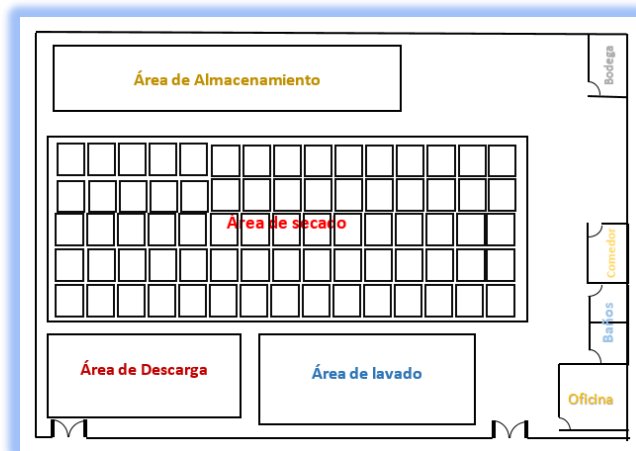 Área de Almacenamiento
Bodega
Área de secado
Comedor
Baños
Área de Descarga
Área de lavado
Oficina